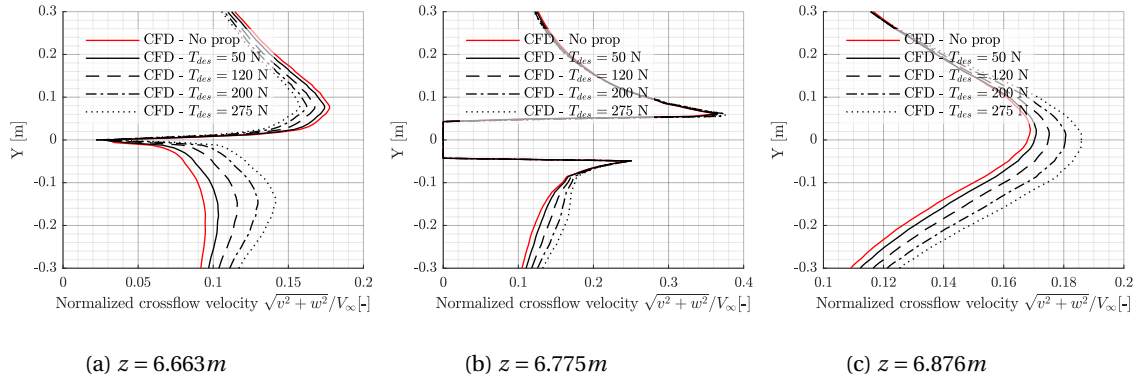 0.3
0.2
0.1
0
-0.1
-0.2
-0.3
Y [m]
CFD - No prop
CFD - T_des = 50 N
CFD - T_des = 120 N
CFD - T_des = 200 N
CFD - T_des = 275 N
0 0.05 0.1 0.15 0.2
Normalized crossflow velocity √v² + w²/V∞[-]
(a) z = 6.663m
0.3
0.2
0.1
0
-0.1
-0.2
-0.3
Y [m]
CFD - No prop
CFD - T_des = 50 N
CFD - T_des = 120 N
CFD - T_des = 200 N
CFD - T_des = 275 N
0 0.1 0.2 0.3 0.4
Normalized crossflow velocity √v² + w²/V∞[-]
(b) z = 6.775m
0.3
0.2
0.1
0
-0.1
-0.2
-0.3
Y [m]
CFD - No prop
CFD - T_des = 50 N
CFD - T_des = 120 N
CFD - T_des = 200 N
CFD - T_des = 275 N
0.1 0.12 0.14 0.16 0.18 0.2
Normalized crossflow velocity √v² + w²/V∞[-]
(c) z = 6.876m